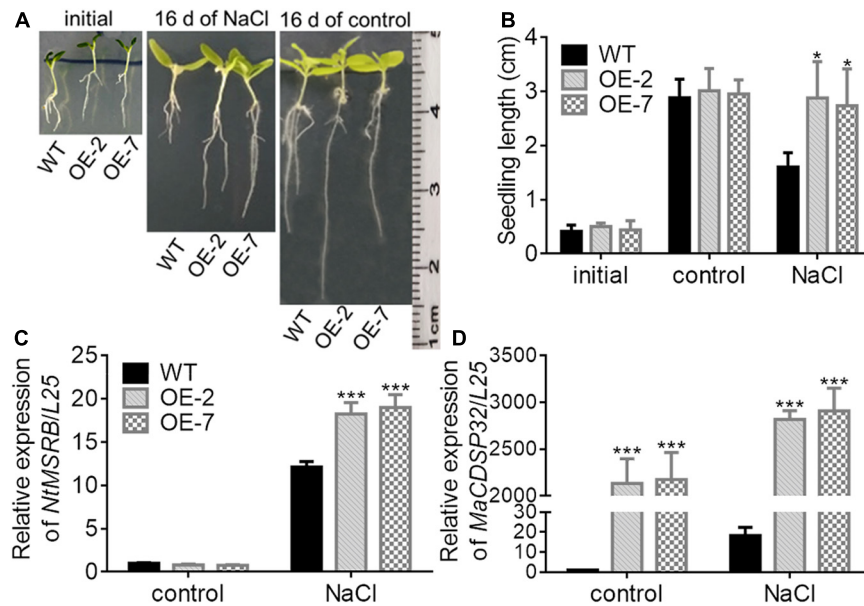 A
initial
16 d of NaCl
16 d of control
WT
OE-2
OE-7
WT
OE-2
OE-7
WT
OE-2
OE-7
4
3
2
1cm
B
Seedling length (cm)
4
3
2
1
0
WT
OE-2
OE-7
* *
initial control NaCl
C
Relative expression
of NtMSRB/L25
25
20
15
10
5
0
WT
OE-2
OE-7
*** ***
control NaCl
D
Relative expression
of MaCDSP32/L25
3500
3000
2500
2000
30
20
10
0
*** ***
*** ***
control NaCl